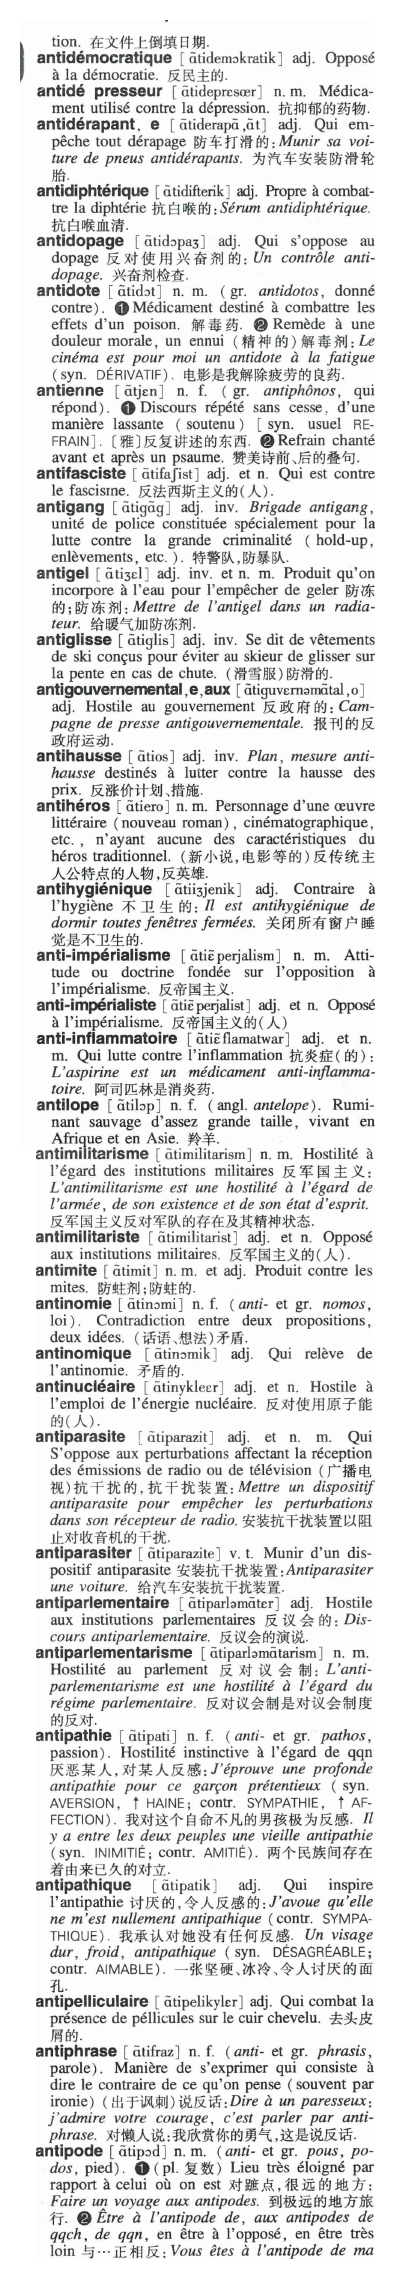 tion. 在文件上倒填日期.
antidémocratique [ ɑ̃tidemɔkratik] adj. Opposé
à la démocratie. 反民主的.
antidé presseur [ ɑ̃tidepresœr] n. m. Médica-
ment utilisé contre la dépression. 抗抑郁的药物.
antidérapant, e [ ɑ̃tiderapɑ̃ ,ɑ̃t] adj. Qui em-
pêche tout dérapage 防车打滑的:Munir sa voi-
ture de pneus antidérapants. 为汽车安装防滑轮
胎.
antidiphtérique [ ɑ̃tidifterik] adj. Propre à combat-
tre la diphtérie 抗白喉的:Sérum antidiphtérique.
抗白喉血清.
antidopage [ ɑ̃tidɔpaʒ] adj. Qui s'oppose au
dopage 反对使用兴奋剂的: Un contrôle anti-
dopage. 兴奋剂检查.
antidote [ ɑ̃tidɔt] n. m. ( gr. antidotos, donné
contre). ❶ Médicament destiné à combattre les
effets d'un poison. 解毒药. ❷ Remède à une
douleur morale, un ennui (精神的)解毒剂: Le
cinéma est pour moi un antidote à la fatigue
(syn. DÉRIVATIF). 电影是我解除疲劳的良药.
antienne [ ɑ̃tjɛn] n. f. ( gr. antiphônos, qui
répond). ❶ Discours répété sans cesse, d'une
manière lassante ( soutenu) [ syn. usuel RE-
FRAIN]. [雅]反复讲述的东西. ❷ Refrain chanté
avant et après un psaume. 赞美诗前、后的叠句.
antifasciste [ ɑ̃tifaʃist] adj. et n. Qui est contre
le fascisme. 反法西斯主义的(人).
antigang [ ɑ̃tigɑ̃g] adj. inv. Brigade antigang,
unité de police constituée spécialement pour la
lutte contre la grande criminalité ( hold-up,
enlèvements, etc. ). 特警队,防暴队.
antigel [ ɑ̃tiʒɛl] adj. inv. et n. m. Produit qu'on
incorpore à l'eau pour l'empêcher de geler 防冻
的;防冻剂: Mettre de l'antigel dans un radia-
teur. 给暖气加防冻剂.
antiglisse [ ɑ̃tiglis] adj. inv. Se dit de vêtements
de ski conçus pour éviter au skieur de glisser sur
la pente en cas de chute. (滑雪服)防滑的.
antigouvernemental,e,aux [ ɑ̃tiguvɛrnəmɑ̃tal,o]
adj. Hostile au gouvernement 反政府的: Cam-
pagne de presse antigouvernementale. 报刊的反
政府运动.
antihausse [ ɑ̃tios] adj. inv. Plan, mesure anti-
hausse destinés à lutter contre la hausse des
prix. 反涨价计划、措施.
antihéros [ ɑ̃tiero] n. m. Personnage d'une œuvre
littéraire (nouveau roman), cinématographique,
etc. , n'ayant aucune des caractéristiques du
héros traditionnel. (新小说,电影等的)反传统主
人公特点的人物,反英雄.
antihygiénique [ ɑ̃tiiʒjenik] adj. Contraire à
l'hygiène 不卫生的: Il est antihygiénique de
dormir toutes fenêtres fermées. 关闭所有窗户睡
觉是不卫生的.
anti-impérialisme [ ɑ̃tiɛ̃ perjalism] n. m. Atti-
tude ou doctrine fondée sur l'opposition à
l'impérialisme. 反帝国主义.
anti-impérialiste [ ɑ̃tiɛ̃ perjalist] adj. et n. Opposé
à l'impérialisme. 反帝国主义的(人)
anti-inflammatoire [ ɑ̃tiɛ̃ flamatwar] adj. et n.
m. Qui lutte contre l'inflammation 抗炎症(的):
L'aspirine est un médicament anti-inflamma-
toire. 阿司匹林是消炎药.
antilope [ ɑ̃tilɔp] n. f. ( angl. antelope). Rumi-
nant sauvage d'assez grande taille, vivant en
Afrique et en Asie. 羚羊.
antimilitarisme [ ɑ̃timilitarism] n. m. Hostilité à
l'égard des institutions militaires 反军国主义:
L'antimilitarisme est une hostilité à l'égard de
l'armée, de son existence et de son état d'esprit.
反军国主义反对军队的存在及其精神状态.
antimilitariste [ ɑ̃timilitarist] adj. et n. Opposé
aux institutions militaires. 反军国主义的(人).
antimite [ ɑ̃timit] n. m. et adj. Produit contre les
mites. 防蛀剂;防蛀的.
antinomie [ ɑ̃tinɔmi] n. f. ( anti- et gr. nomos,
loi). Contradiction entre deux propositions,
deux idées. (话语、想法)矛盾.
antinomique [ ɑ̃tinɔmik] adj. Qui relève de
l'antinomie. 矛盾的.
antinucléaire [ ɑ̃tinykleɛr] adj. et n. Hostile à
l'emploi de l'énergie nucléaire. 反对使用原子能
的(人).
antiparasite [ ɑ̃tiparazit] adj. et n. m. Qui
S'oppose aux perturbations affectant la réception
des émissions de radio ou de télévision (广播电
视)抗干扰的,抗干扰装置: Mettre un dispositif
antiparasite pour empêcher les perturbations
dans son récepteur de radio. 安装抗干扰装置以阻
止对收音机的干扰.
antiparasiter [ ɑ̃tiparazite] v. t. Munir d'un dis-
positif antiparasite 安装抗干扰装置:Antiparasiter
une voiture. 给汽车安装抗干扰装置.
antiparlementaire [ ɑ̃tiparləmɑ̃tɛr] adj. Hostile
aux institutions parlementaires 反议会的: Dis-
cours antiparlementaire. 反议会的演说.
antiparlementarisme [ ɑ̃tiparləmɑ̃tarism] n. m.
Hostilité au parlement 反对议会制: L'anti-
parlementarisme est une hostilité à l'égard du
régime parlementaire. 反对议会制是对议会制度
的反对.
antipathie [ ɑ̃tipati] n. f. ( anti- et gr. pathos,
passion). Hostilité instinctive à l'égard de qqn
厌恶某人,对某人反感:J'éprouve une profonde
antipathie pour ce garçon prétentieux ( syn.
AVERSION, ↑ HAINE; contr. SYMPATHIE, ↑ AF-
FECTION). 我对这个自命不凡的男孩极为反感. Il
y a entre les deux peuples une vieille antipathie
(syn. INIMITIÉ; contr. AMITIÉ). 两个民族间存在
着由来已久的对立.
antipathique [ ɑ̃tipatik] adj. Qui inspire
l'antipathie 讨厌的,令人反感的:J'avoue qu'elle
ne m'est nullement antipathique (contr. SYMPA-
THIQUE). 我承认对她没有任何反感. Un visage
dur, froid, antipathique ( syn. DÉSAGRÉABLE;
contr. AIMABLE). 一张坚硬、冰冷、令人讨厌的面
孔.
antipelliculaire [ ɑ̃tipelikylɛr] adj. Qui combat la
présence de péllicules sur le cuir chevelu. 去头皮
屑的.
antiphrase [ ɑ̃tifraz] n. f. (anti- et gr. phrasis,
parole). Manière de s'exprimer qui consiste à
dire le contraire de ce qu'on pense (souvent par
ironie) (出于讽刺)说反话:Dire à un paresseux:
j'admire votre courage, c'est parler par anti-
phrase. 对懒人说:我欣赏你的勇气,这是说反话.
antipode [ ɑ̃tipɔd] n. m. (anti- et gr. pous, po-
dos, pied). ❶ (pl. 复数) Lieu très éloigné par
rapport à celui où on est 对蹠点,很远的地方:
Faire un voyage aux antipodes. 到极远的地方旅
行. ❷ Être à l'antipode de, aux antipodes de
qqch, de qqn, en être à l'opposé, en être très
loin 与…正相反:Vous êtes à l'antipode de ma